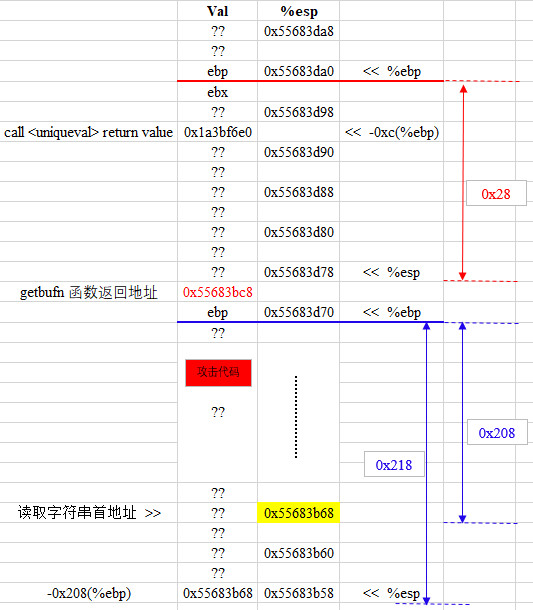 Val %esp
?? 0x55683da8
??
ebp 0x55683da0 << %ebp
ebx
?? 0x55683d98
call <uniqueval> return value 0x1a3bf6e0 << -0xc(%ebp)
?? 0x55683d90
??
?? 0x55683d88
0x28
??
?? 0x55683d80
??
?? 0x55683d78 << %esp
getbufn 函数返回地址 0x55683bc8
ebp 0x55683d70 << %ebp
??
攻击代码
??
0x208
0x218
??
读取字符串首地址 >> ?? 0x55683b68
??
?? 0x55683b60
??
-0x208(%ebp) 0x55683b68 0x55683b58 << %esp